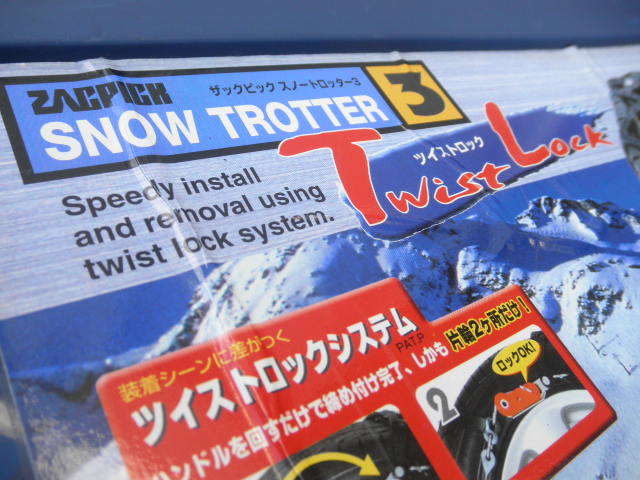 ZACPICK
ザックピック スノートロッター3
SNOW TROTTER
3
Twist Lock
ツイストロック
Speedy install
and removal using
twist lock system.
装着シーンに差がつく
ツイストロックシステム
PAT.P
ハンドルを回すだけで締め付け完了、しかも片輪2ヶ所だけ!
2
ロックOK!